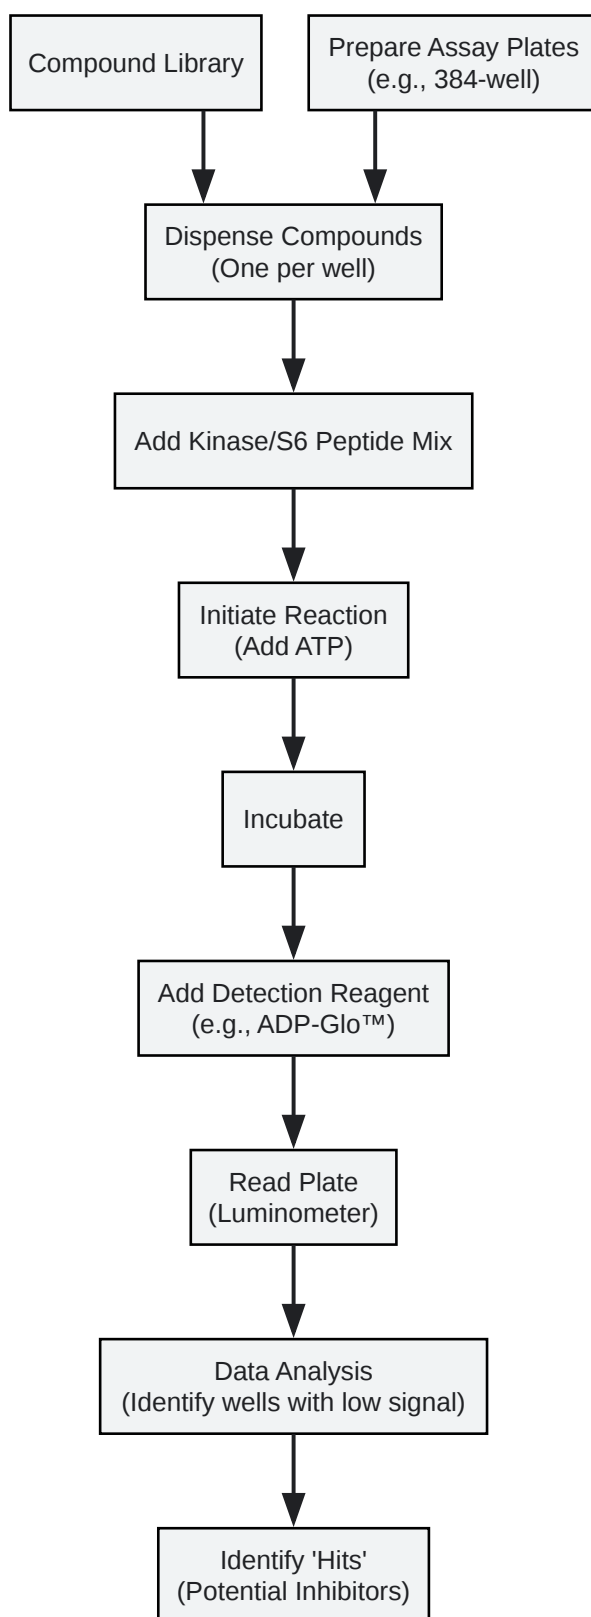 Compound Library
Prepare Assay Plates
(e.g., 384-well)
Dispense Compounds
(One per well)
Add Kinase/S6 Peptide Mix
Initiate Reaction
(Add ATP)
Incubate
Add Detection Reagent
(e.g., ADP-Glo™)
Read Plate
(Luminometer)
Data Analysis
(Identify wells with low signal)
Identify 'Hits'
(Potential Inhibitors)